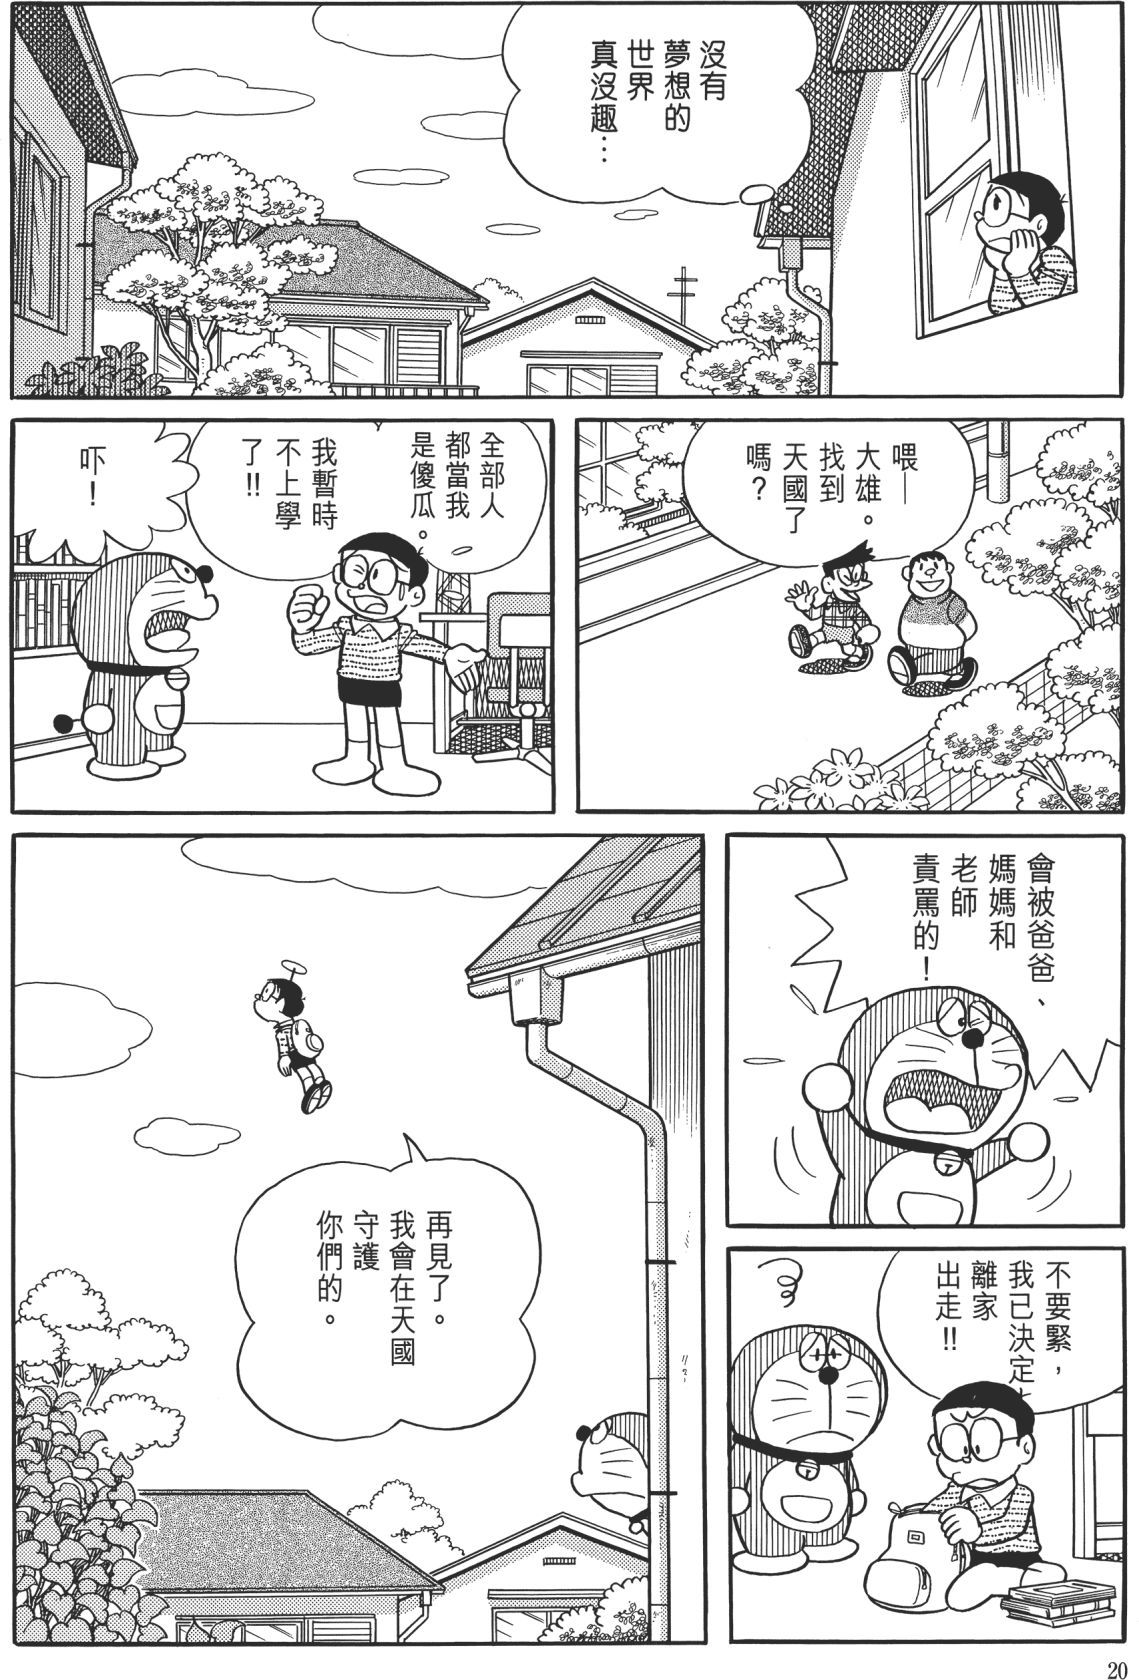 沒有
夢想的
世界
真沒趣…
喂—
大雄。
找到
天國了
嗎？
全部人
都當我
是傻瓜。
我暫時
不上學
了!!
吓！
會被爸爸、
媽媽和
老師
責罵的！
不要緊，
我已決定
離家
出走!!
再見了。
我會在天國
守護
你們的。
20